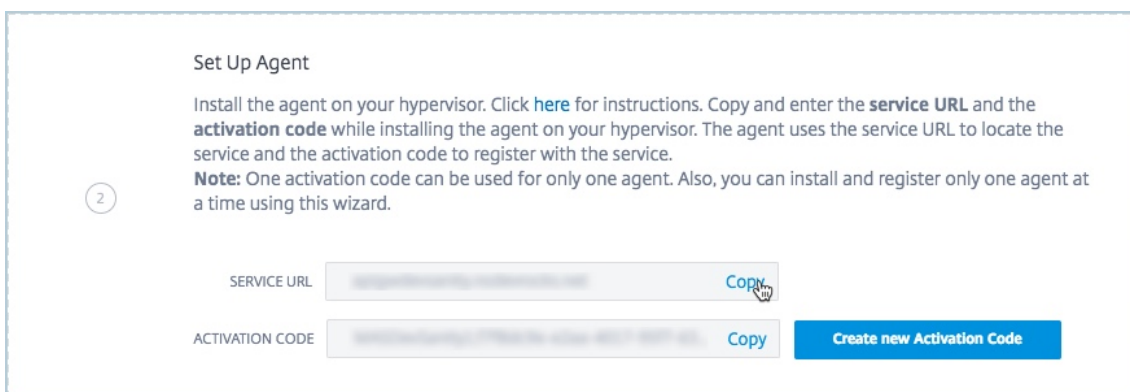 Set Up Agent
Install the agent on your hypervisor. Click here for instructions. Copy and enter the service URL and the
activation code while installing the agent on your hypervisor. The agent uses the service URL to locate the
service and the activation code to register with the service.
Note: One activation code can be used for only one agent. Also, you can install and register only one agent at
a time using this wizard.
2
SERVICE URL Copy
ACTIVATION CODE Copy Create new Activation Code